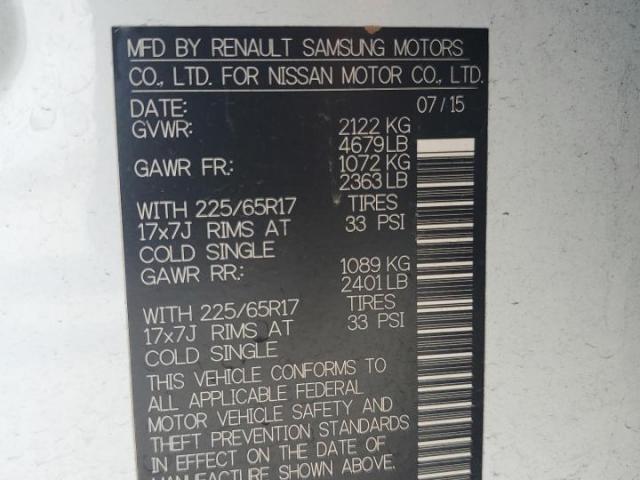 MFD BY RENAULT SAMSUNG MOTORS
CO., LTD. FOR NISSAN MOTOR CO., LTD.
DATE: 07/15
GVWR: 2122 KG
4679 LB
GAWR FR: 1072 KG
2363 LB
WITH 225/65R17 TIRES
17x7J RIMS AT 33 PSI
COLD SINGLE
GAWR RR: 1089 KG
2401 LB
WITH 225/65R17 TIRES
17x7J RIMS AT 33 PSI
COLD SINGLE
THIS VEHICLE CONFORMS TO
ALL APPLICABLE FEDERAL
MOTOR VEHICLE SAFETY AND
THEFT PREVENTION STANDARDS
IN EFFECT ON THE DATE OF
MANUFACTURE SHOWN ABOVE.